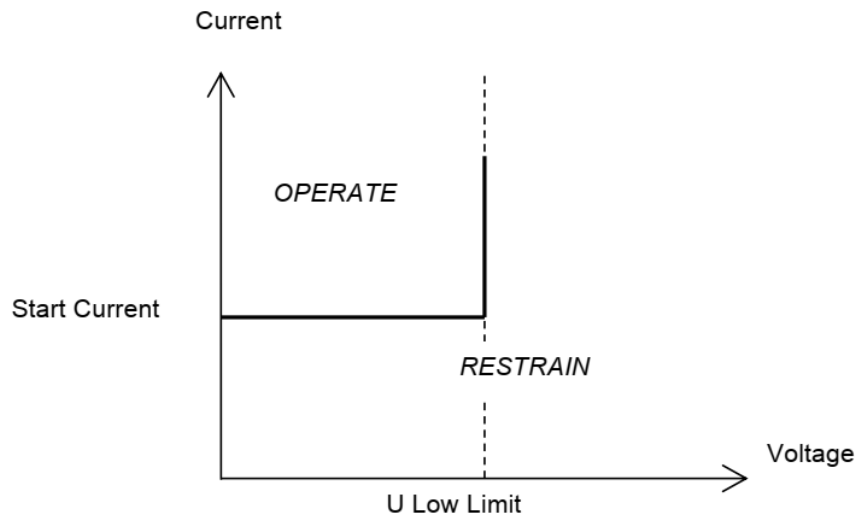 Current
OPERATE
Start Current
RESTRAIN
Voltage
U Low Limit